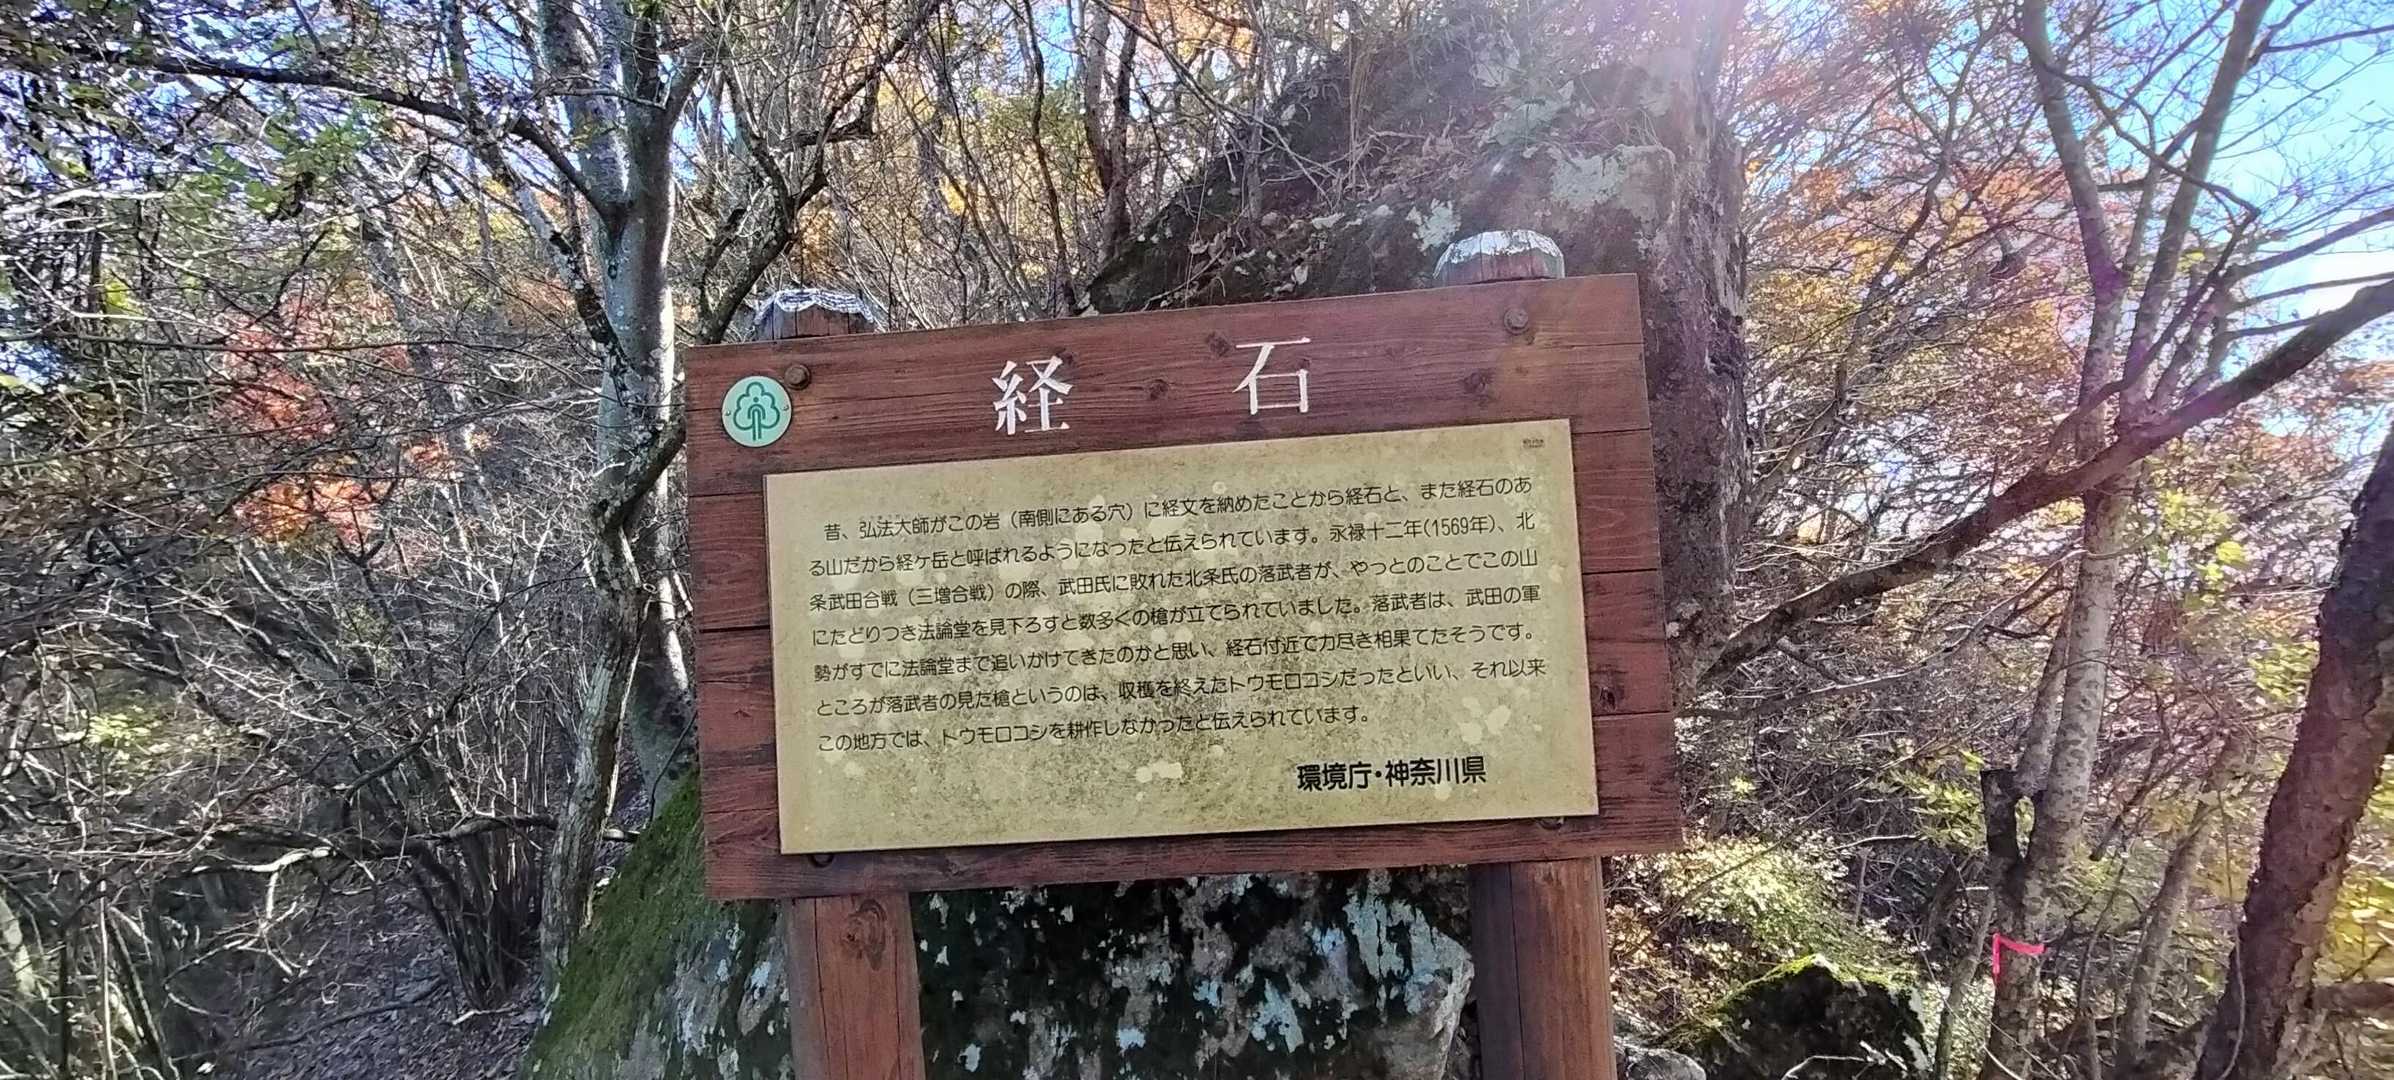 経石
昔、弘法大師がこの岩（南側にある穴）に経文を納めたことから経石と、また経石のあ
る山だから経ケ岳と呼ばれるようになったと伝えられています。永禄十二年(1569年)、北
条武田合戦（三増合戦）の際、武田氏に敗れた北条氏の落武者が、やっとのことでこの山
にたどりつき法論堂を見下ろすと数多くの槍が立てられていました。落武者は、武田の軍
勢がすでに法論堂まで追いかけてきたのかと思い、経石付近で力尽き相果てたそうです。
ところが落武者の見た槍というのは、収穫を終えたトウモロコシだったといい、それ以来
この地方では、トウモロコシを耕作しなかったと伝えられています。
環境庁・神奈川県